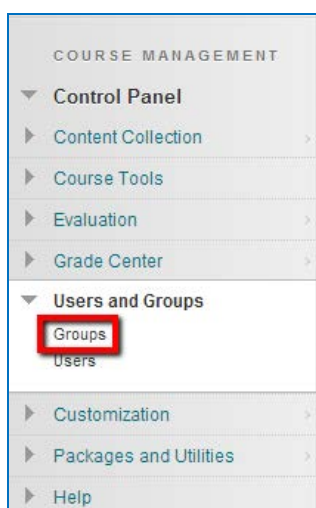 COURSE MANAGEMENT
Control Panel
Content Collection
Course Tools
Evaluation
Grade Center
Users and Groups
Groups
Users
Customization
Packages and Utilities
Help